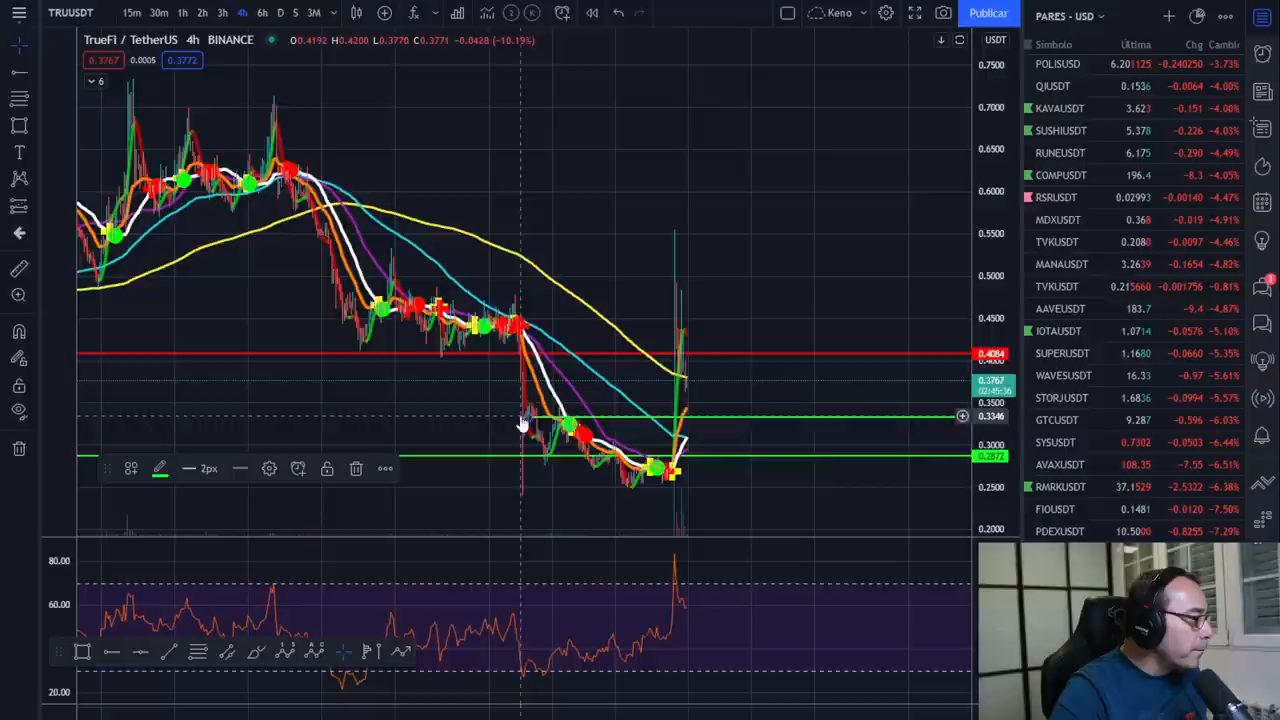 TRUUSDT 15m 30m 1h 2h 3h 4h 6h D 5 3M Keno Publicar
TrueFi / TetherUS 4h BINANCE O0.4192 H0.4200 L0.3770 C0.3771 −0.0428 (−10.19%)
0.3767 0.0005 0.3772
6
USDT
0.7500
0.7000
0.6500
0.6000
0.5500
0.5000
0.4500
0.4084
0.4000
0.3767
02:45:36
0.3500
0.3346
0.3000
0.2872
0.2500
0.2000
2px
80.00
60.00
20.00
PARES - USD
Símbolo Última Chg Cambio
POLISUSD 6.201125 −0.240250 −3.73%
QIUSDT 0.1536 −0.0064 −4.00%
KAVAUSDT 3.623 −0.151 −4.00%
SUSHIUSDT 5.378 −0.226 −4.03%
RUNEUSDT 6.175 −0.290 −4.49%
COMPUSDT 196.4 −8.3 −4.05%
RSRUSDT 0.02993 −0.00140 −4.47%
MDXUSDT 0.368 −0.019 −4.91%
TVKUSDT 0.2080 −0.0097 −4.46%
MANAUSDT 3.2639 −0.1654 −4.82%
TVKUSDT 0.215660 −0.001756 −0.81%
AAVEUSDT 183.7 −9.4 −4.87%
IOTAUSDT 1.0714 −0.0576 −5.10%
SUPERUSDT 1.1680 −0.0660 −5.35%
WAVESUSDT 16.33 −0.97 −5.61%
STORJUSDT 1.6836 −0.0994 −5.57%
GTCUSDT 9.287 −0.596 −6.03%
SYSUSDT 0.7302 −0.0503 −6.44%
AVAXUSDT 108.35 −7.55 −6.51%
RMRKUSDT 37.1529 −2.5322 −6.38%
FIOUSDT 0.1481 −0.0120 −7.50%
PDEXUSDT 10.5000 −0.8255 −7.29%
3